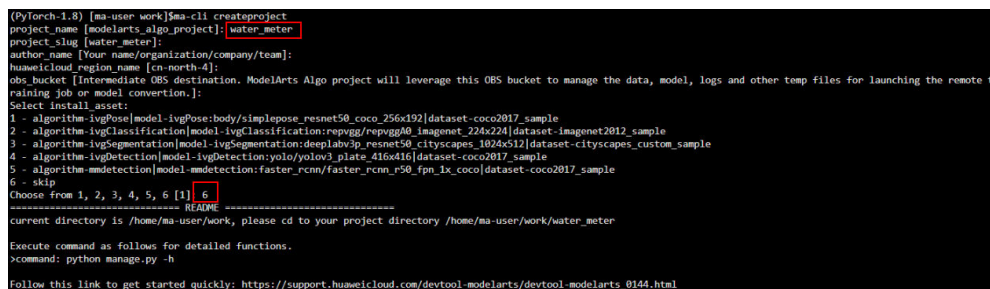 (PyTorch-1.8) [ma-user work]$ma-cli createproject
project_name [modelarts_algo_project]: water_meter
project_slug [water_meter]:
author_name [Your name/organization/company/team]:
huaweicloud_region_name [cn-north-4]:
obs_bucket [Intermediate OBS destination. ModelArts Algo project will leverage this OBS bucket to manage the data, model, logs and other temp files for launching the remote t
raining job or model convertion.]:
Select install_asset:
1 - algorithm-ivgPose|model-ivgPose:body/simplepose_resnet50_coco_256x192|dataset-coco2017_sample
2 - algorithm-ivgClassification|model-ivgClassification:repvgg/repvggA0_imagenet_224x224|dataset-imagenet2012_sample
3 - algorithm-ivgSegmentation|model-ivgSegmentation:deeplabv3p_resnet50_cityscapes_1024x512|dataset-cityscapes_custom_sample
4 - algorithm-ivgDetection|model-ivgDetection:yolo/yolov3_plate_416x416|dataset-coco2017_sample
5 - algorithm-mmdetection|model-mmdetection:faster_rcnn/faster_rcnn_r50_fpn_1x_coco|dataset-coco2017_sample
6 - skip
Choose from 1, 2, 3, 4, 5, 6 [1]: 6
============================== README ==============================
current directory is /home/ma-user/work, please cd to your project directory /home/ma-user/work/water_meter
Execute command as follows for detailed functions.
>command: python manage.py -h
Follow this link to get started quickly: https://support.huaweicloud.com/devtool-modelarts/devtool-modelarts_0144.html